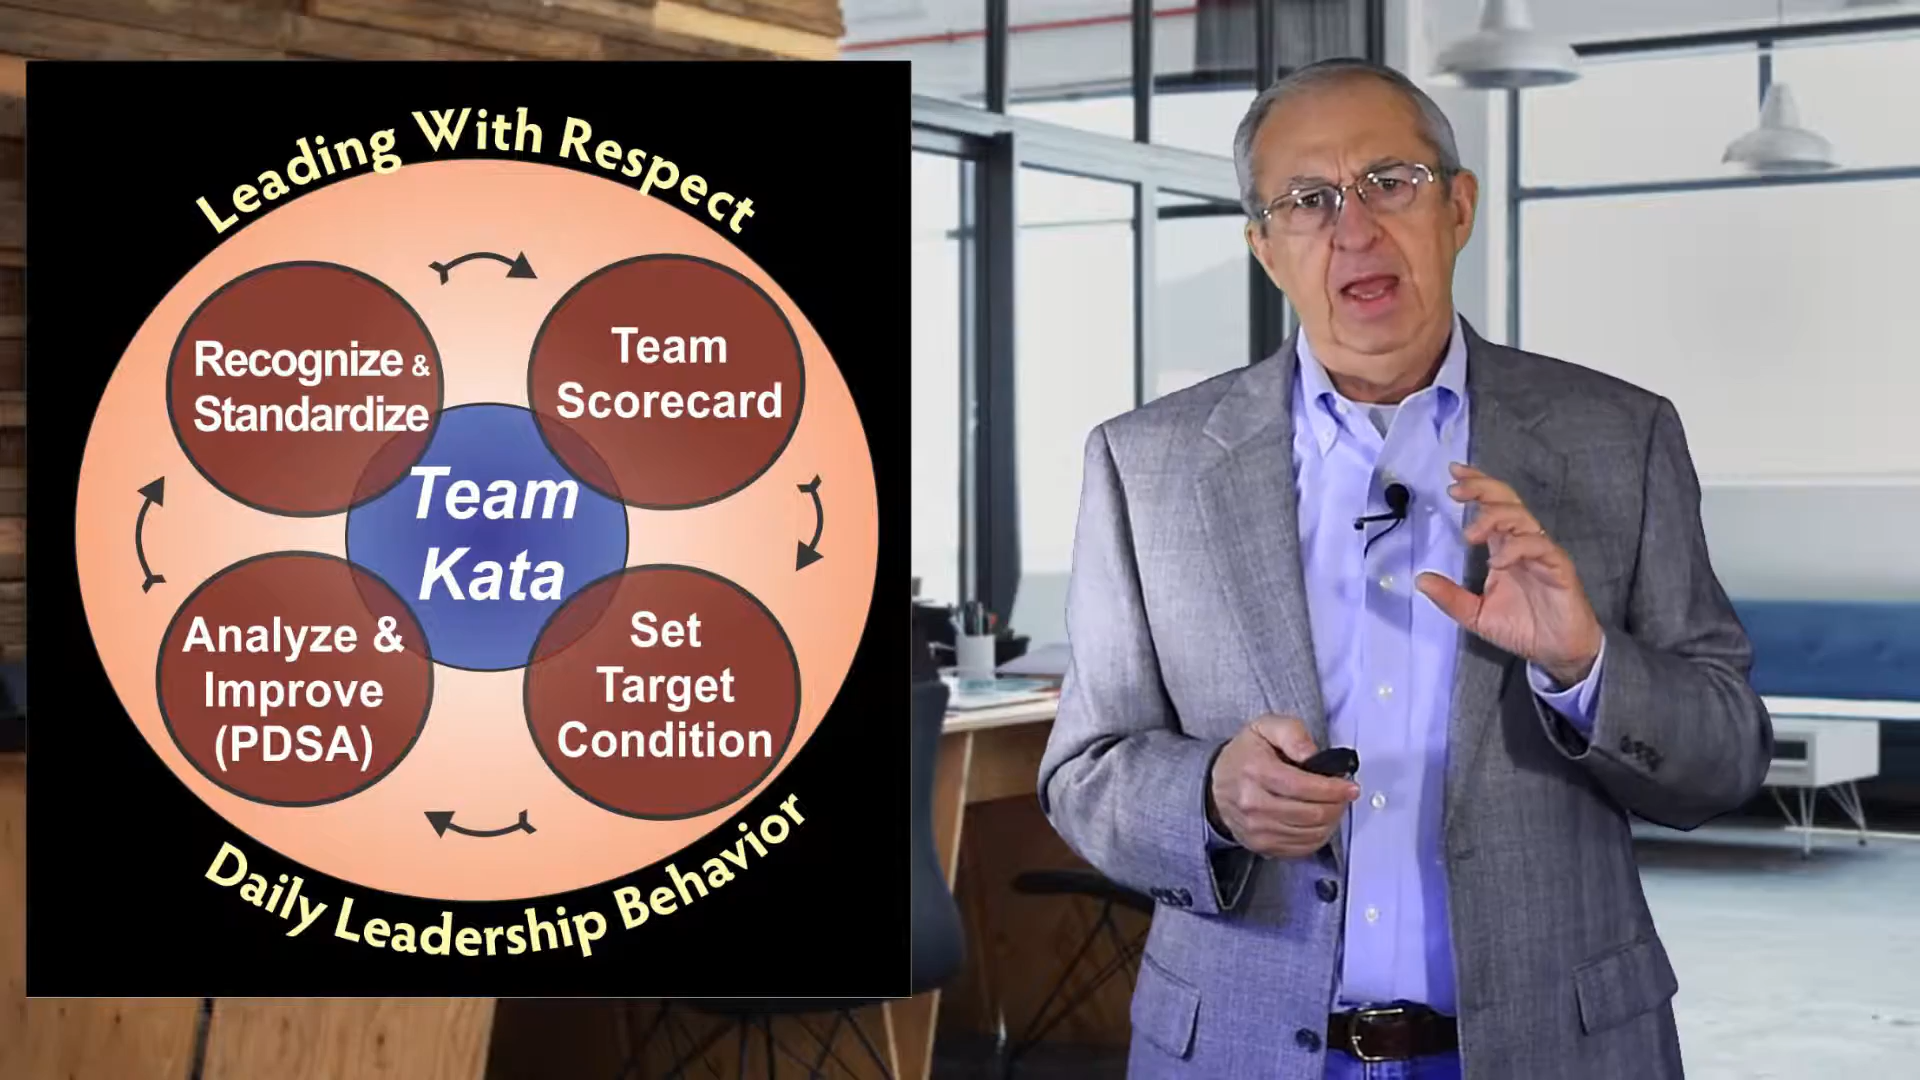 Leading With Respect
Recognize &
Standardize
Team
Scorecard
Team
Kata
Analyze &
Improve
(PDSA)
Set
Target
Condition
Daily Leadership Behavior